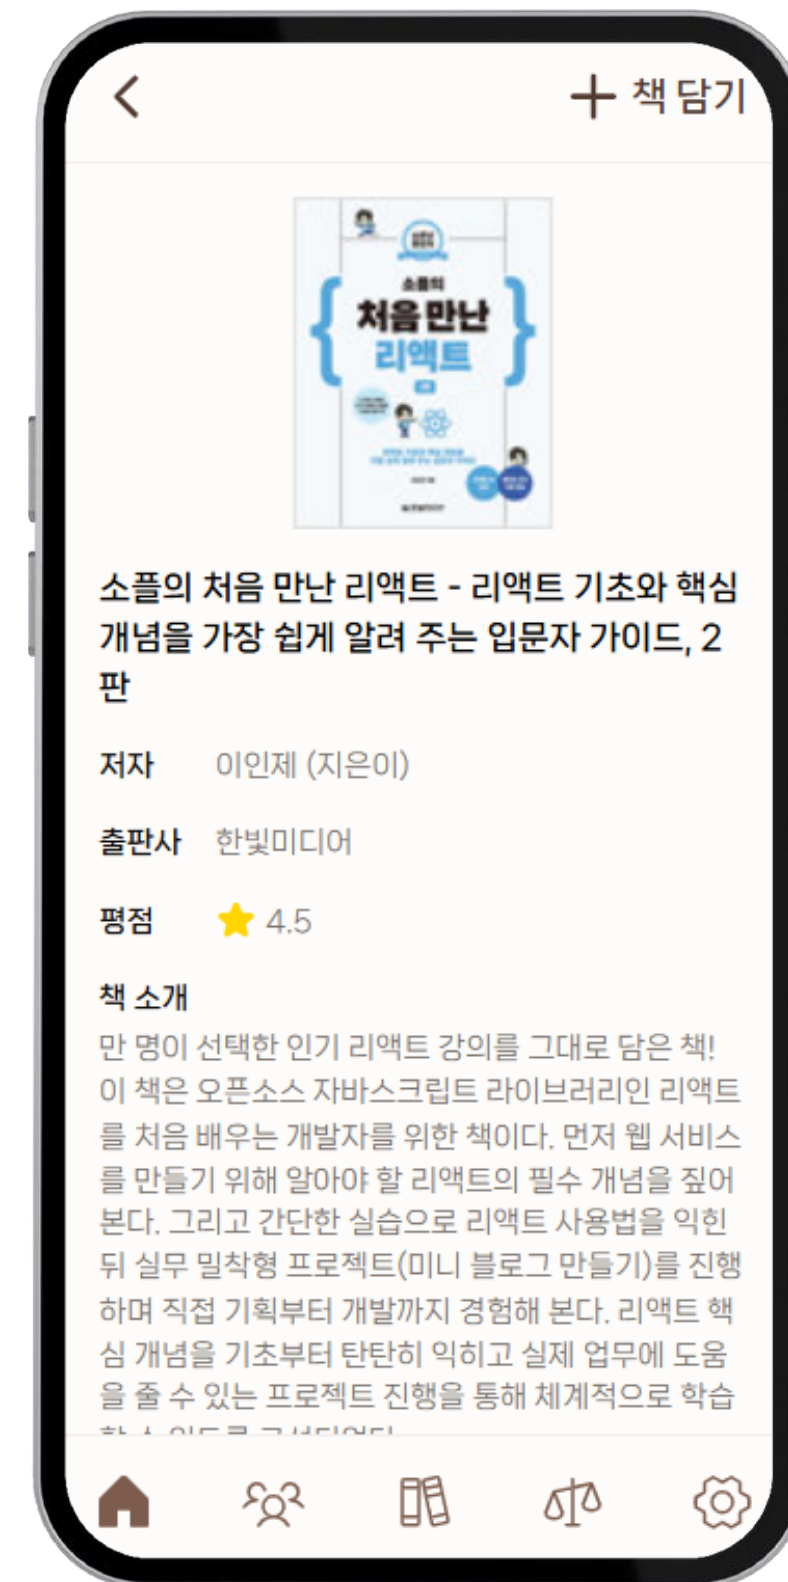 책 담기
소플의
처음 만난
리액트
소플의 처음 만난 리액트 - 리액트 기초와 핵심
개념을 가장 쉽게 알려 주는 입문자 가이드, 2
판
저자 이인제 (지은이)
출판사 한빛미디어
평점 4.5
책 소개
만 명이 선택한 인기 리액트 강의를 그대로 담은 책!
이 책은 오픈소스 자바스크립트 라이브러리인 리액트
를 처음 배우는 개발자를 위한 책이다. 먼저 웹 서비스
를 만들기 위해 알아야 할 리액트의 필수 개념을 짚어
본다. 그리고 간단한 실습으로 리액트 사용법을 익힌
뒤 실무 밀착형 프로젝트(미니 블로그 만들기)를 진행
하며 직접 기획부터 개발까지 경험해 본다. 리액트 핵
심 개념을 기초부터 탄탄히 익히고 실제 업무에 도움
을 줄 수 있는 프로젝트 진행을 통해 체계적으로 학습